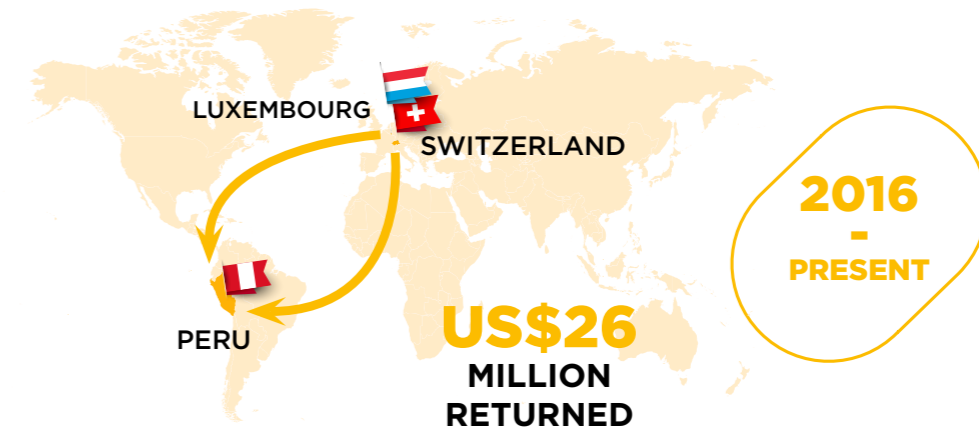 LUXEMBOURG
SWITZERLAND
2016
-
PRESENT
PERU
US$26
MILLION
RETURNED